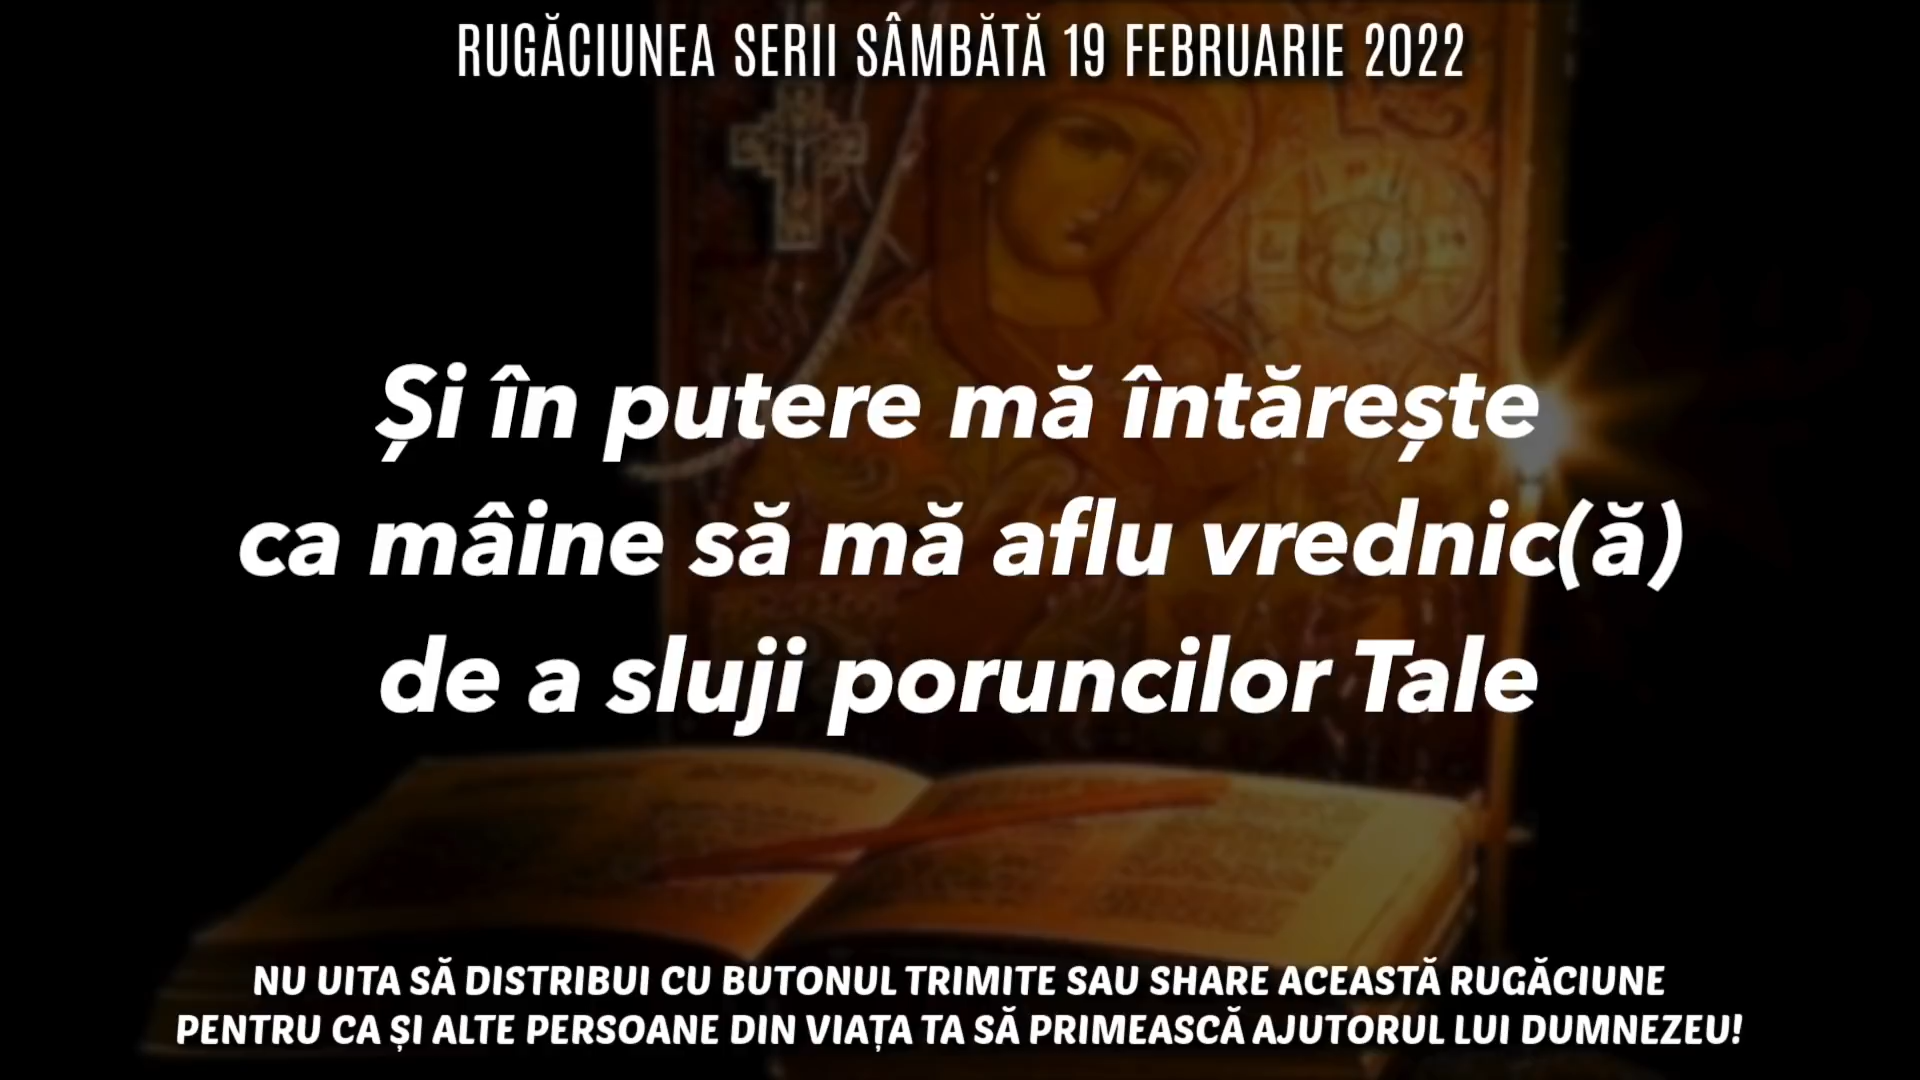 RUGĂCIUNEA SERII SÂMBĂTĂ 19 FEBRUARIE 2022
Și în putere mă întărește
ca mâine să mă aflu vrednic(ă)
de a sluji poruncilor Tale
NU UITA SĂ DISTRIBUI CU BUTONUL TRIMITE SAU SHARE ACEASTĂ RUGĂCIUNE
PENTRU CA ȘI ALTE PERSOANE DIN VIAȚA TA SĂ PRIMEASCĂ AJUTORUL LUI DUMNEZEU!